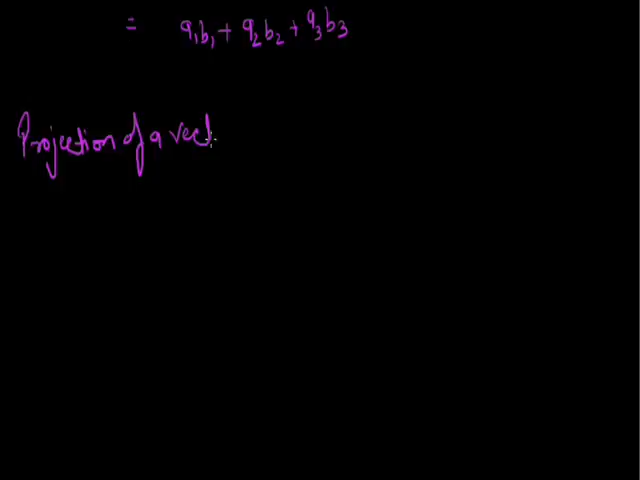 = a₁b₁ + a₂b₂ + a₃b₃
Projection of a vect